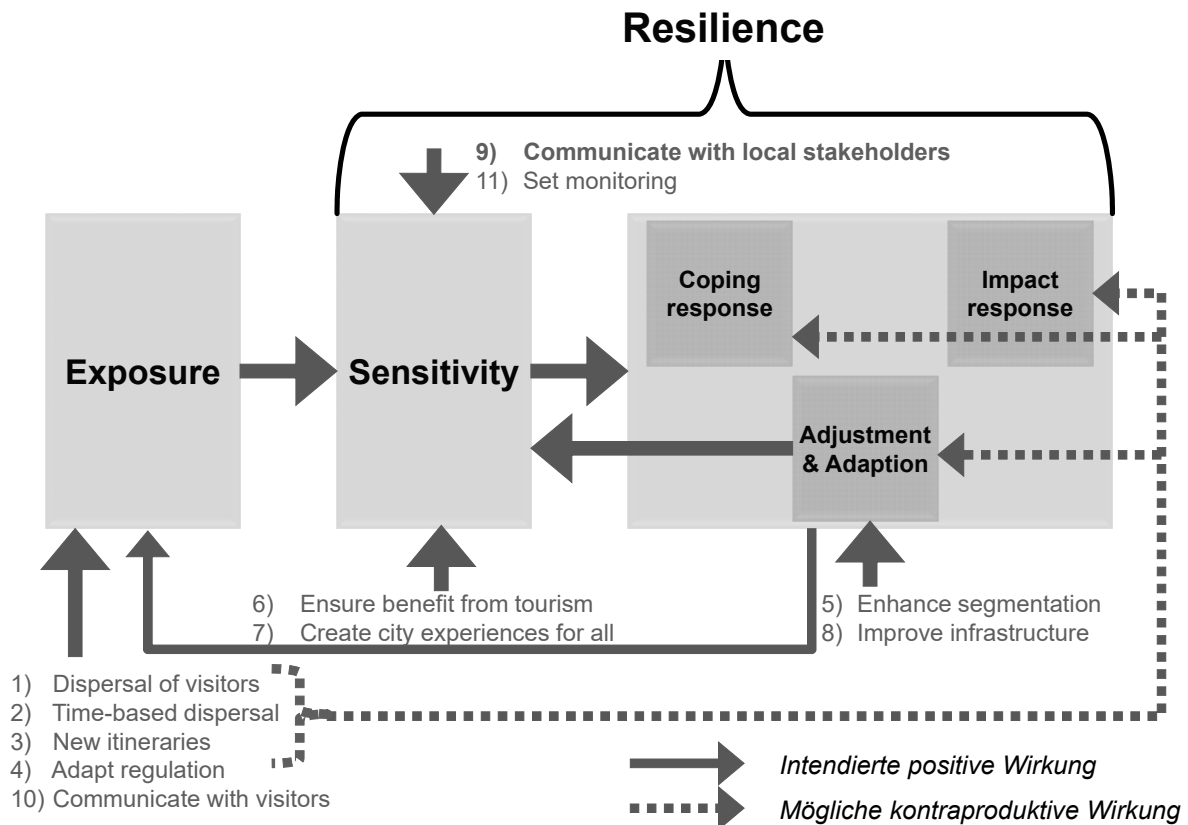 Resilience
9) Communicate with local stakeholders
11) Set monitoring
Exposure
Sensitivity
Coping
response
Impact
response
Adjustment
& Adaption
6) Ensure benefit from tourism
7) Create city experiences for all
5) Enhance segmentation
8) Improve infrastructure
1) Dispersal of visitors
2) Time-based dispersal
3) New itineraries
4) Adapt regulation
10) Communicate with visitors
Intendierte positive Wirkung
Mögliche kontraproduktive Wirkung